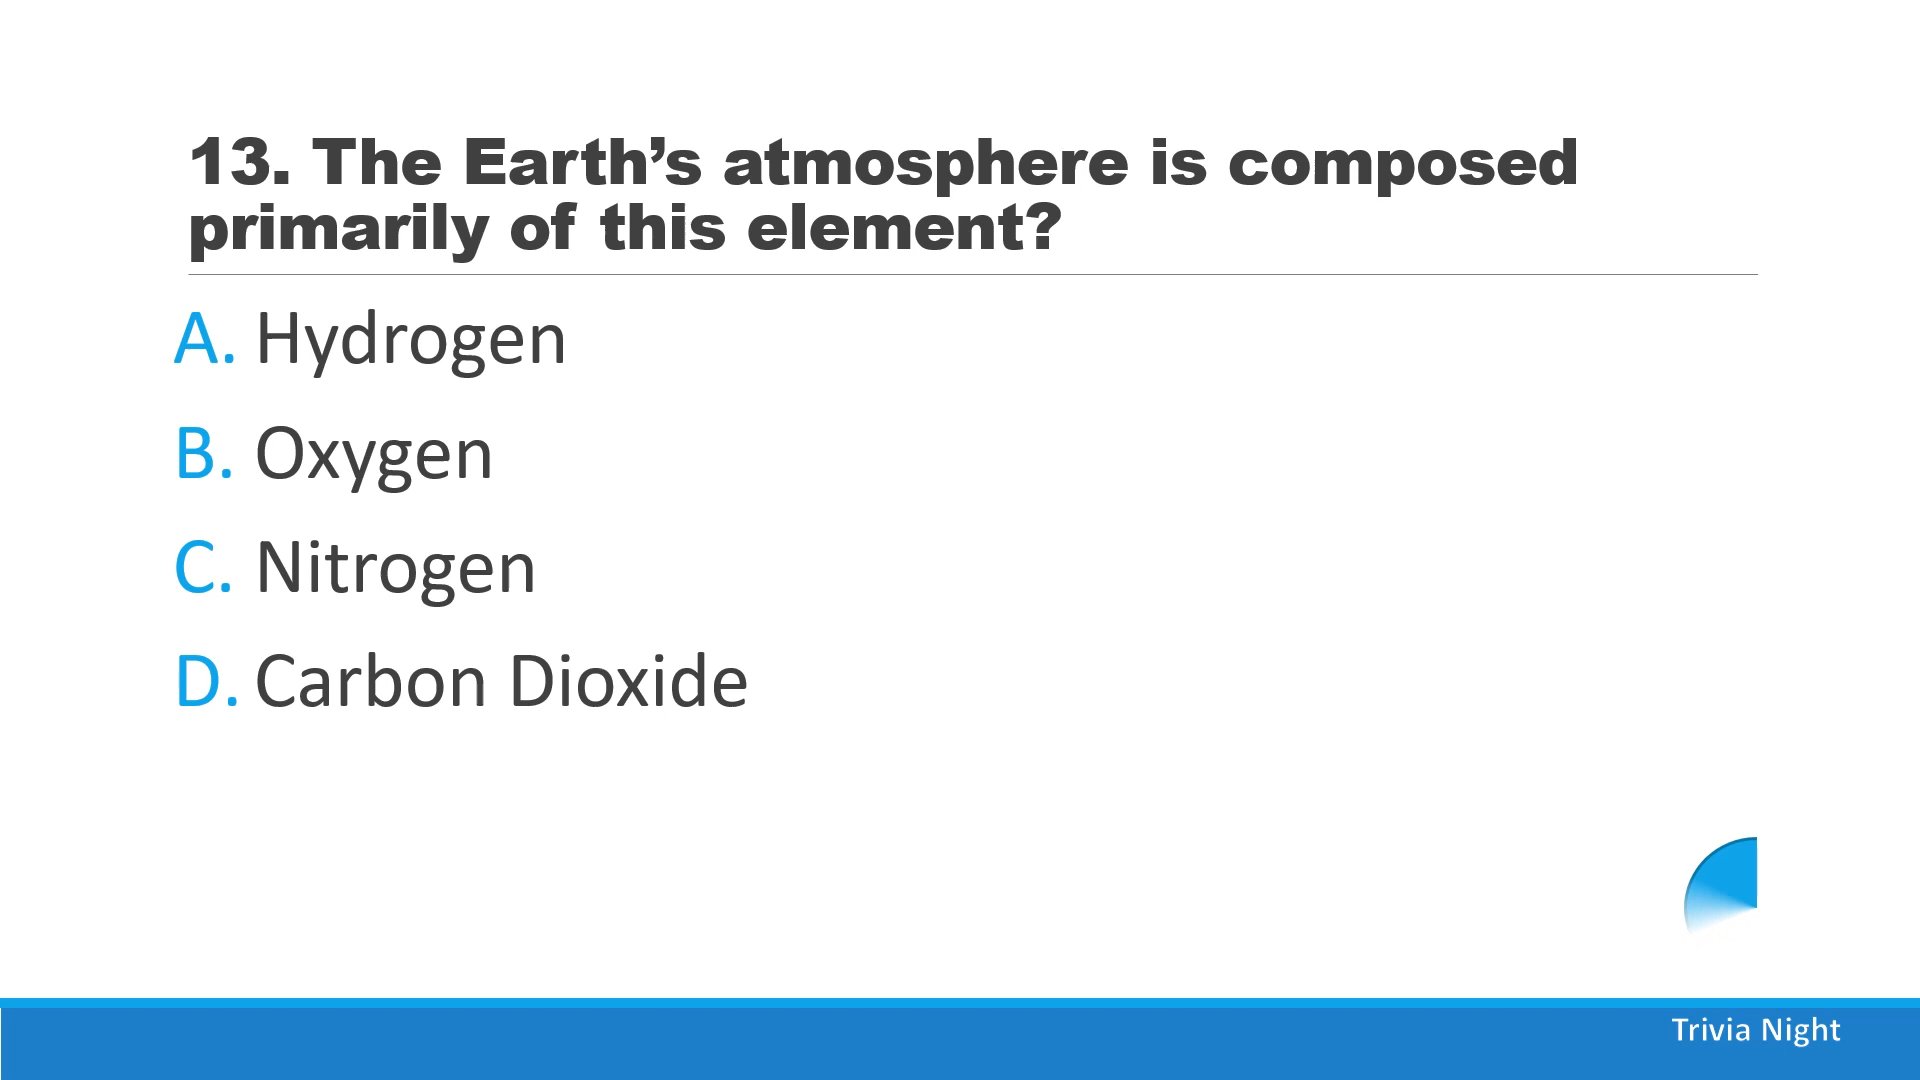 13. The Earth’s atmosphere is composed
primarily of this element?
A. Hydrogen
B. Oxygen
C. Nitrogen
D. Carbon Dioxide
Trivia Night